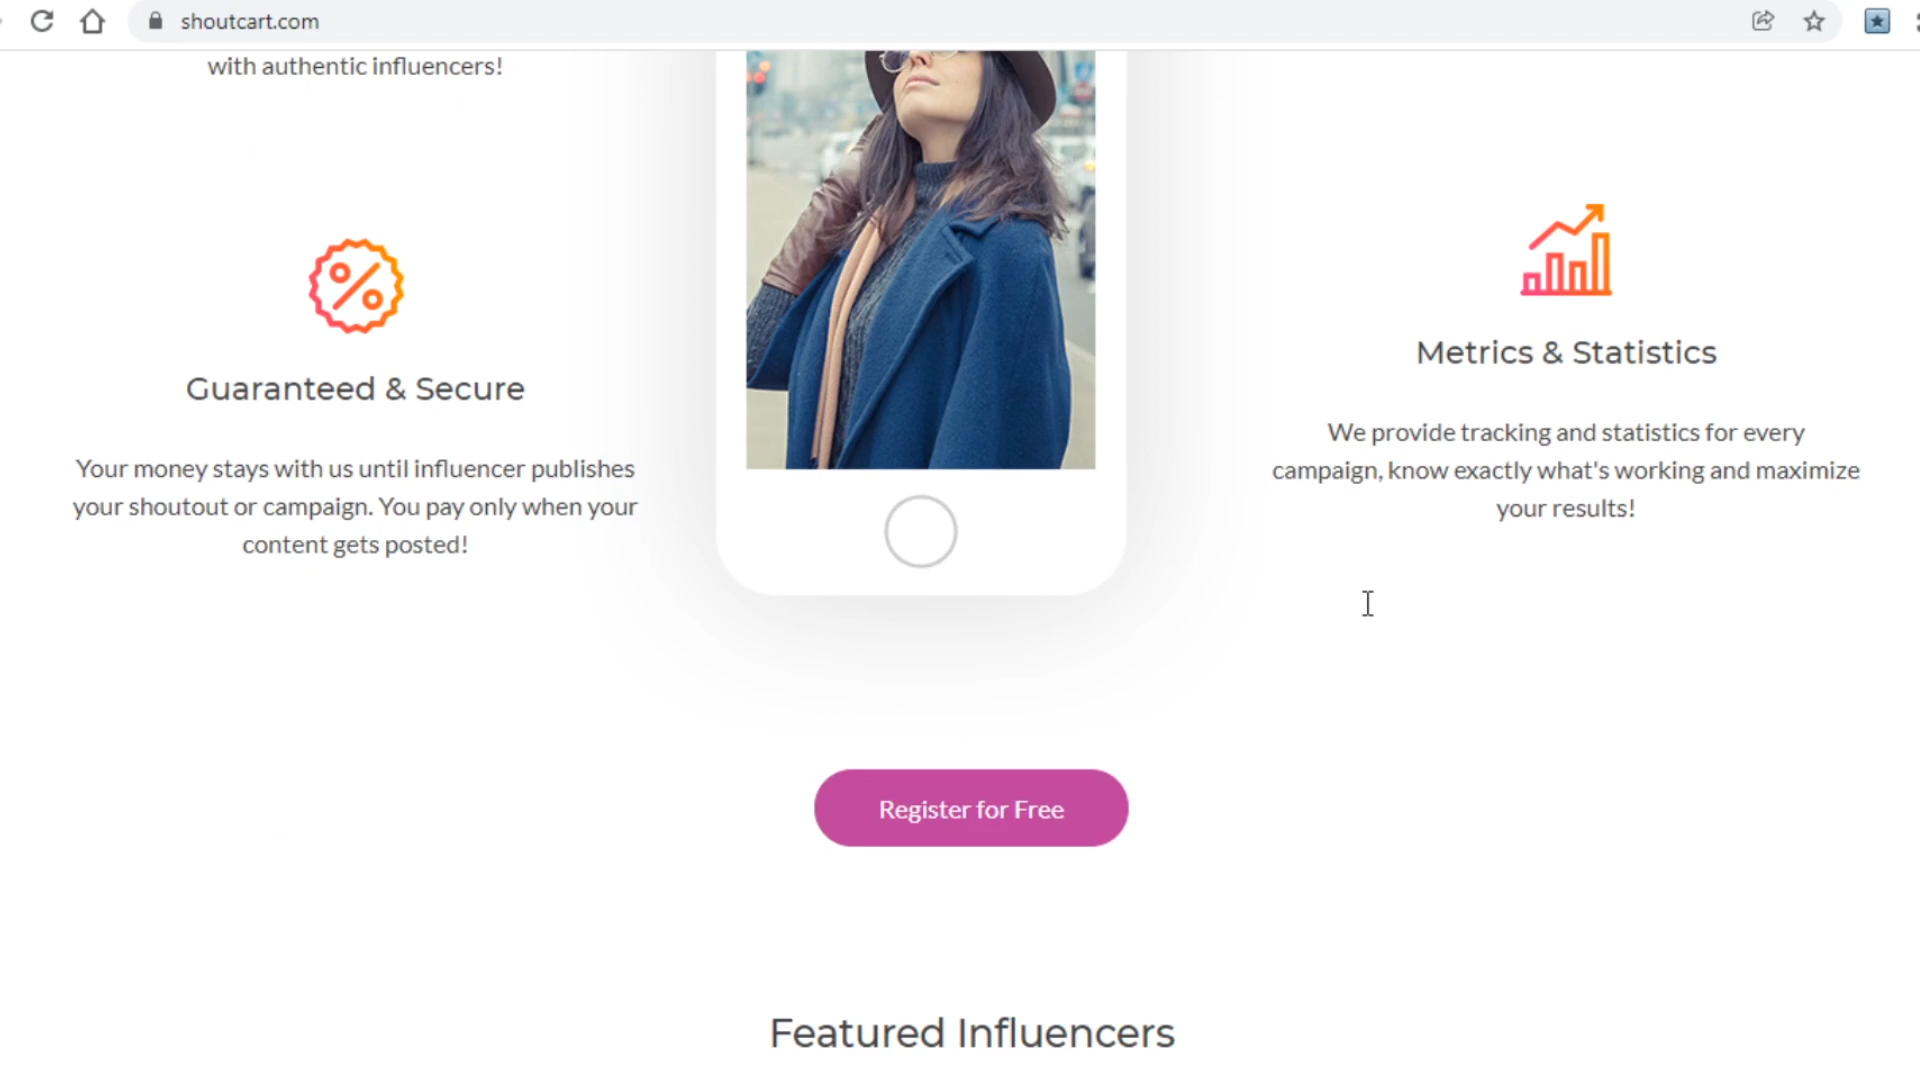 shoutcart.com
with authentic influencers!
Guaranteed & Secure
Your money stays with us until influencer publishes
your shoutout or campaign. You pay only when your
content gets posted!
Metrics & Statistics
We provide tracking and statistics for every
campaign, know exactly what's working and maximize
your results!
Register for Free
Featured Influencers